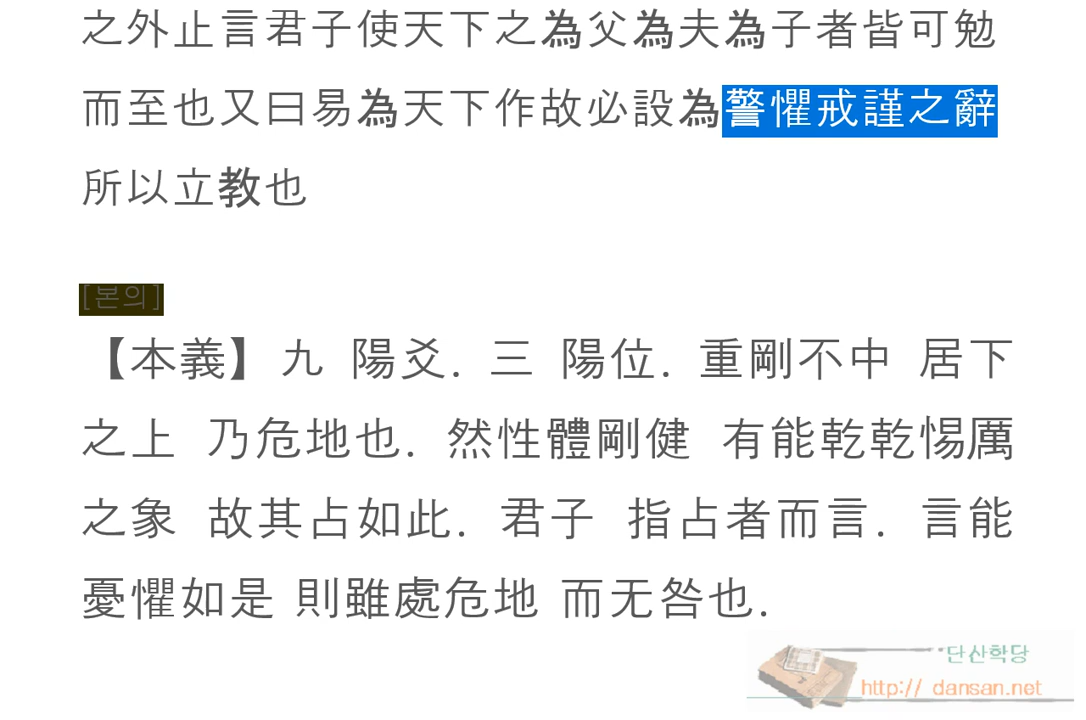 之外止言君子使天下之為父為夫為子者皆可勉
而至也又曰易為天下作故必設為警懼戒謹之辭
所以立教也
[본의]
【本義】九 陽爻. 三 陽位. 重剛不中 居下
之上 乃危地也. 然性體剛健 有能乾乾惕厲
之象 故其占如此. 君子 指占者而言. 言能
憂懼如是 則雖處危地 而无咎也.
단산학당
http:// dansan.net